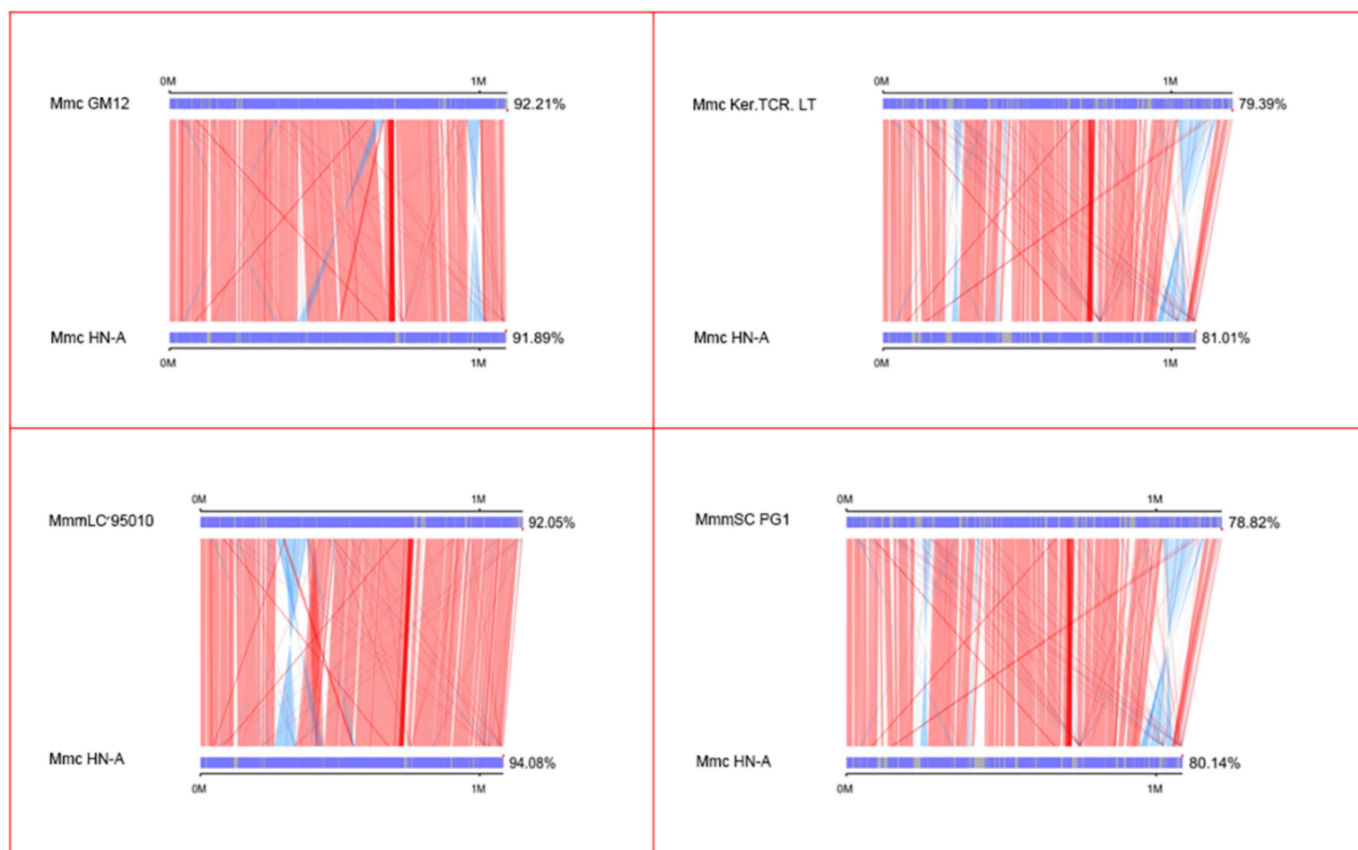 0M 1M
Mmc GM12 92.21%
Mmc HN-A 91.89%
0M 1M
0M 1M
Mmc Ker.TCR. LT 79.39%
Mmc HN-A 81.01%
0M 1M
0M 1M
MmmLC'95010 92.05%
Mmc HN-A 94.08%
0M 1M
0M 1M
MmmSC PG1 78.82%
Mmc HN-A 80.14%
0M 1M